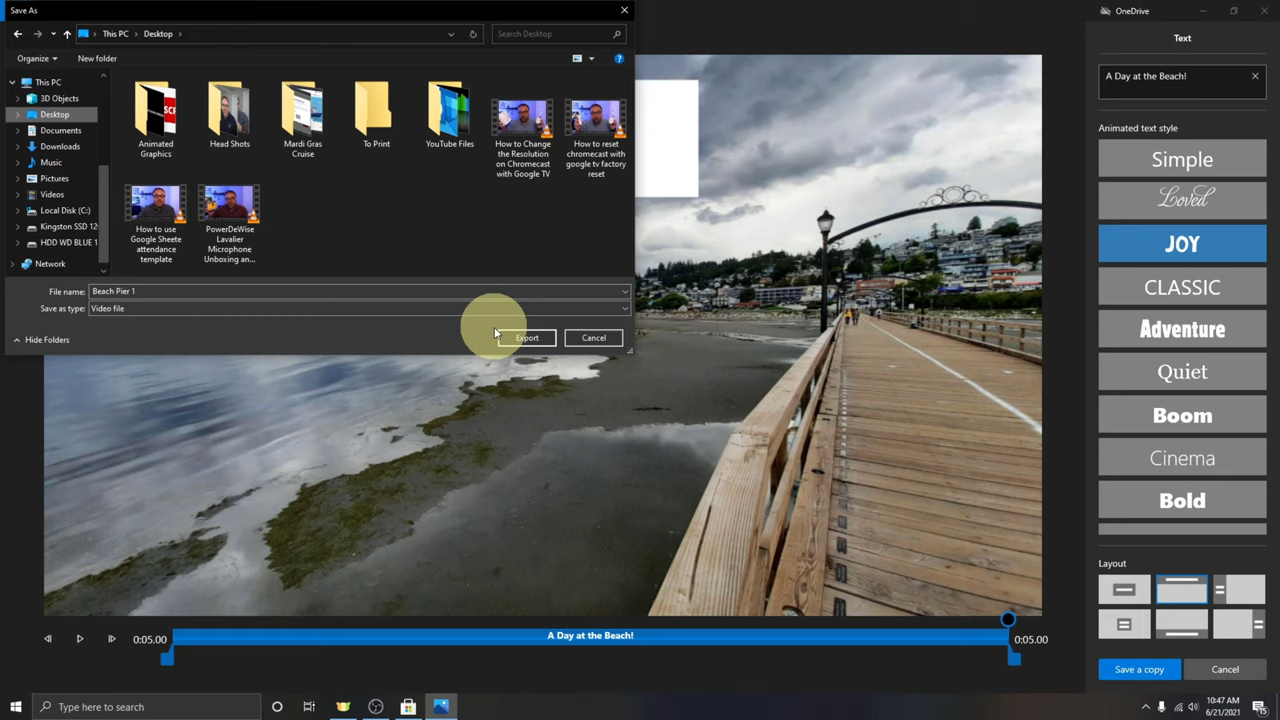 Save As
OneDrive
This PC
Desktop
Search Desktop
Text
Organize
New folder
A Day at the Beach!
This PC
3D Objects
Desktop
Documents
Downloads
Music
Pictures
Videos
Local Disk (C:)
Kingston SSD 12
HDD WD BLUE 1
Network
Animated
Graphics
Head Shots
Mardi Gras
Cruise
To Print
YouTube Files
How to Change
the Resolution
on Chromecast
with Google TV
How to reset
chromecast with
google tv factory
reset
How to use
Google Sheete
attendance
template
PowerDeWise
Lavalier
Microphone
Unboxing an...
File name:
Beach Pier 1
Save as type:
Video file
Hide Folders
Export
Cancel
Animated text style
Simple
Loved
JOY
CLASSIC
Adventure
Quiet
Boom
Cinema
Bold
Layout
0:05.00
A Day at the Beach!
0:05.00
Save a copy
Cancel
Type here to search
10:47 AM
6/21/2021
15